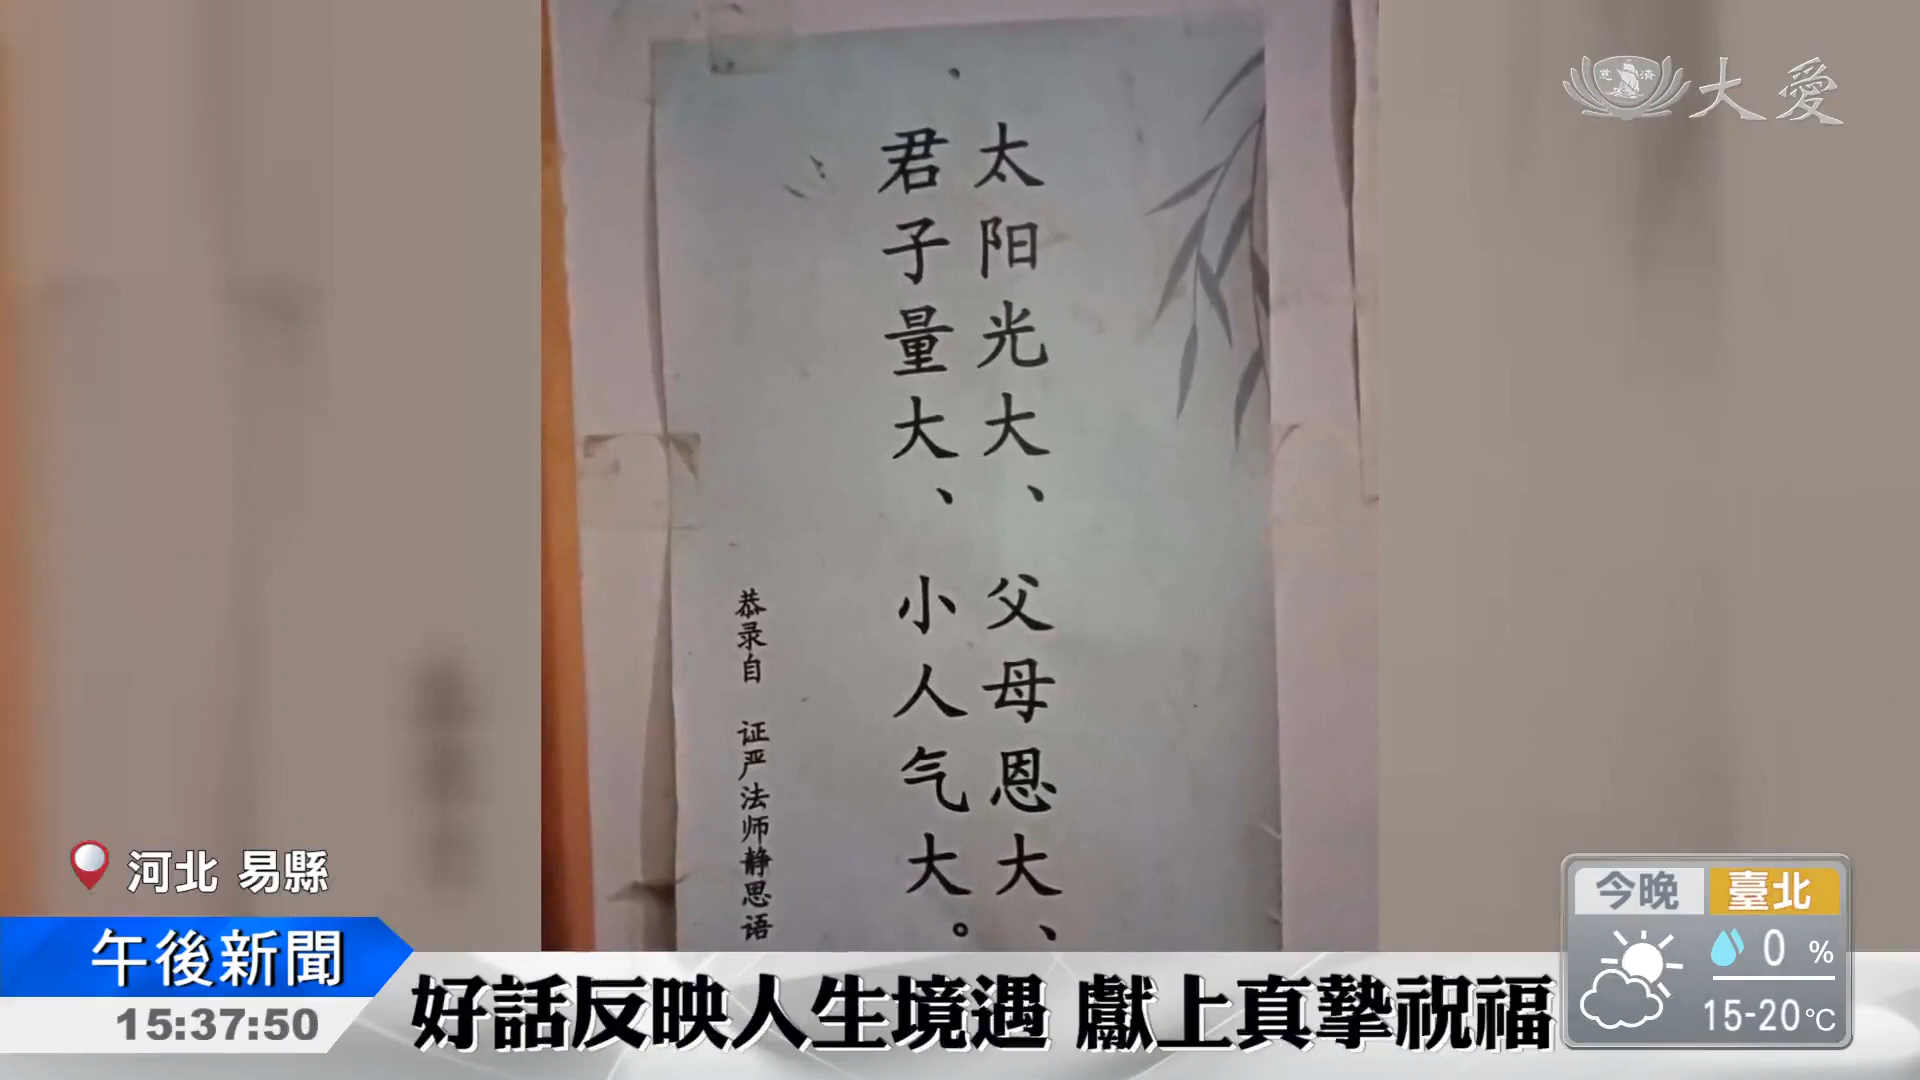 慈濟
大愛
太阳光大、父母恩大、
君子量大、小人气大。
恭录自 证严法师静思语
河北 易縣
午後新聞
15:37:50
好話反映人生境遇 獻上真摯祝福
今晚 臺北
0 %
15-20°C